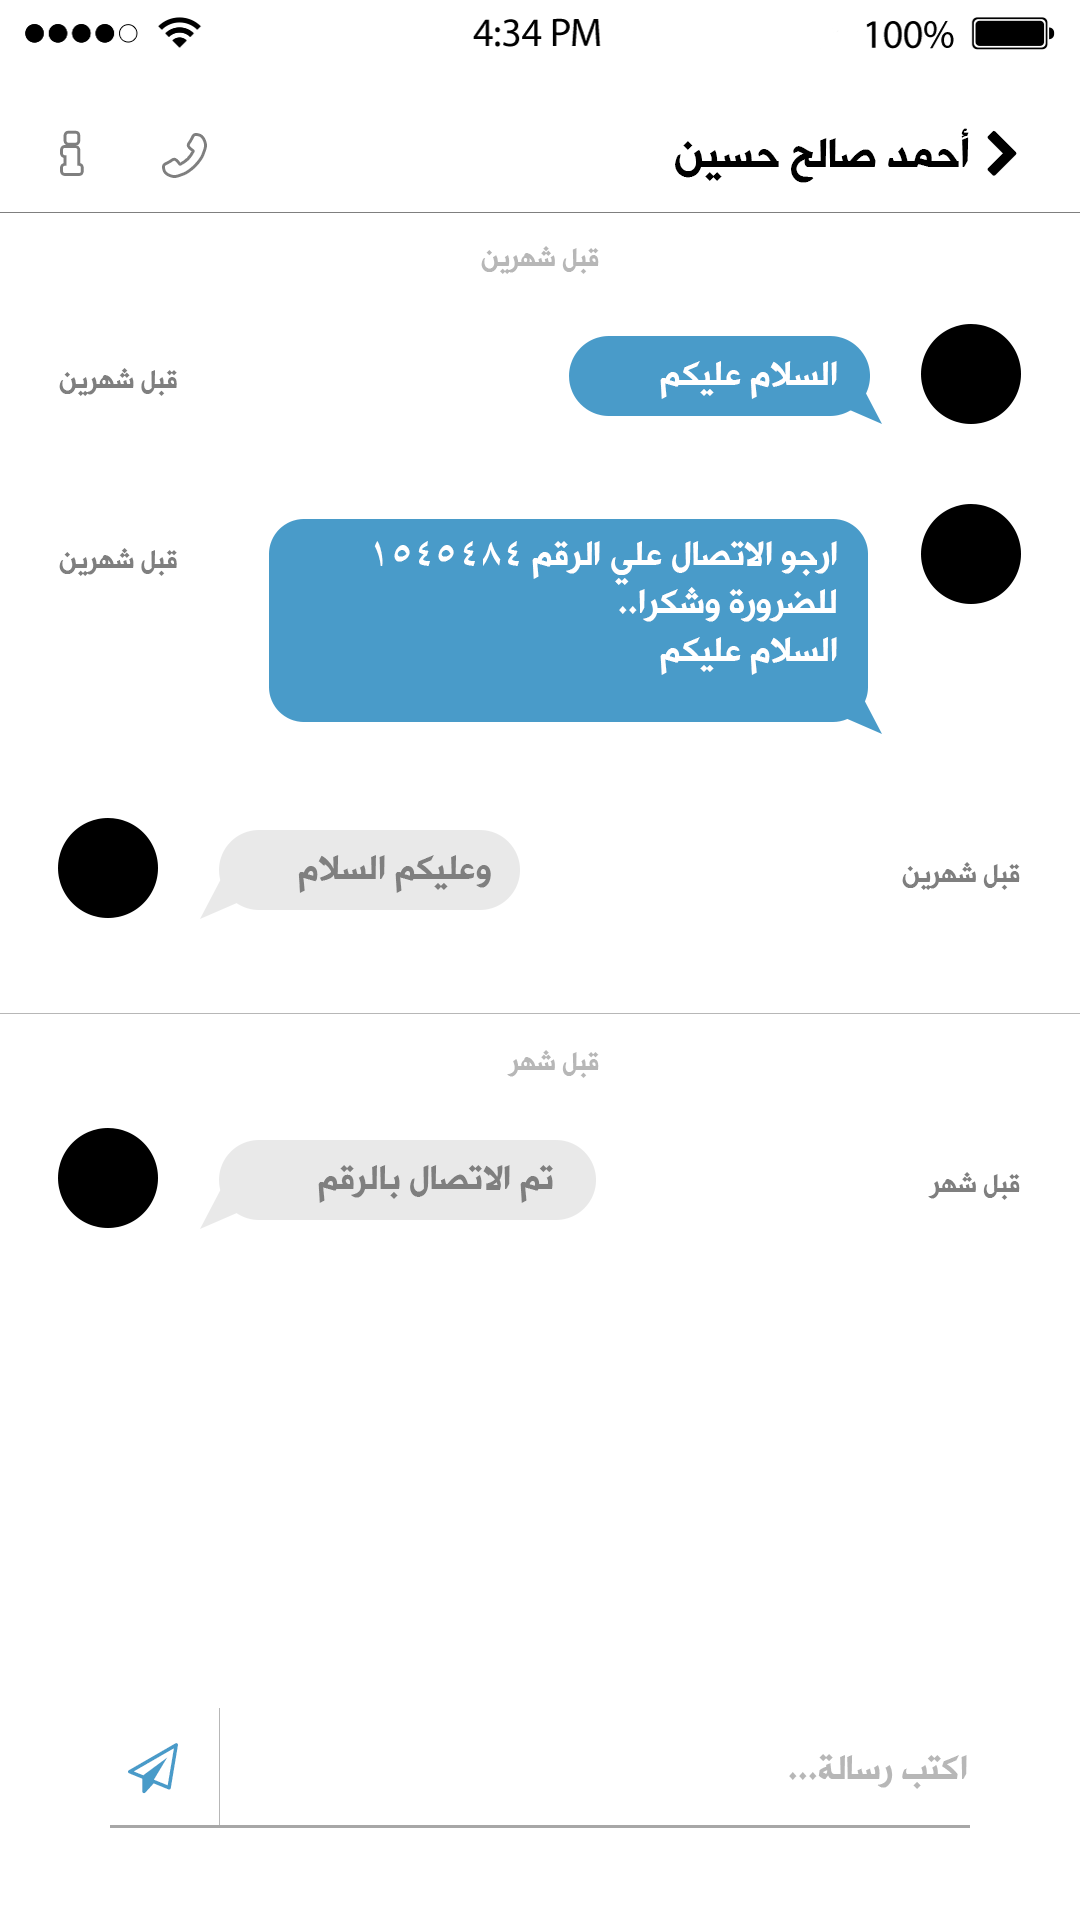 4:34 PM
100%
أحمد صالح حسين
قبل شهرين
السلام عليكم
قبل شهرين
ارجو الاتصال علي الرقم ١٥٤٥٤٨٤
للضرورة وشكرا..
السلام عليكم
قبل شهرين
وعليكم السلام
قبل شهرين
قبل شهر
تم الاتصال بالرقم
قبل شهر
اكتب رسالة...